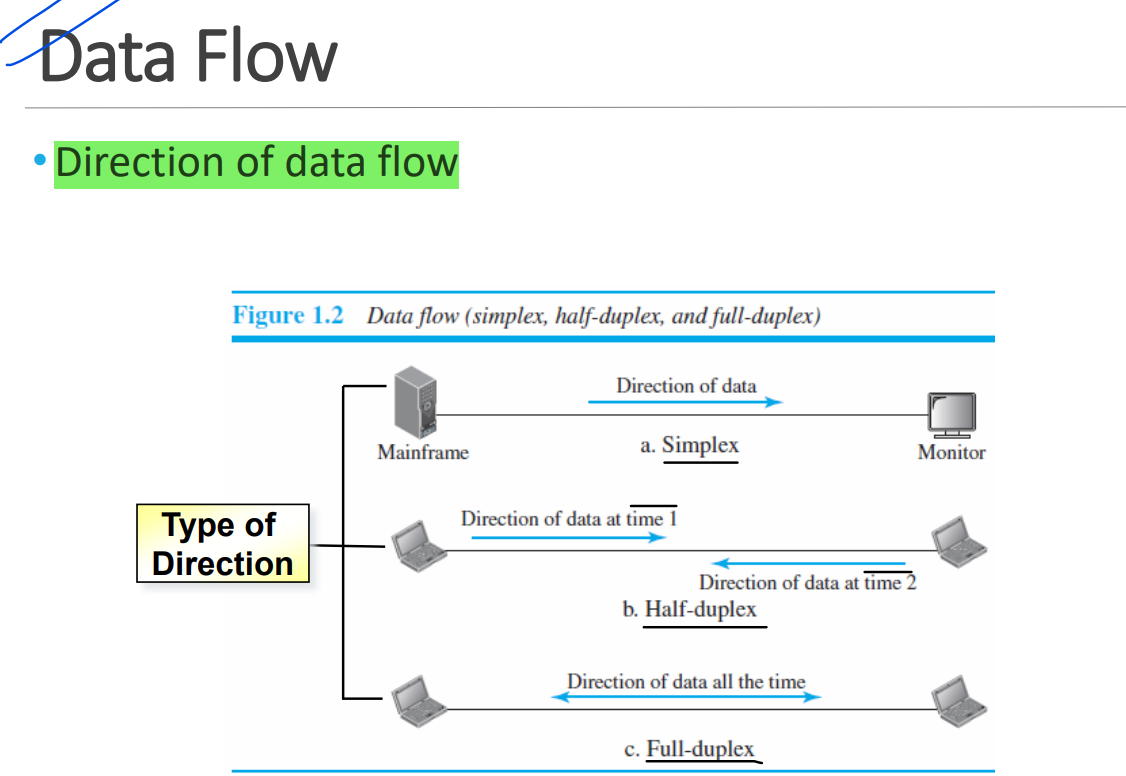 Data Flow
• Direction of data flow
Figure 1.2 Data flow (simplex, half-duplex, and full-duplex)
Direction of data
Mainframe
a. Simplex
Monitor
Type of
Direction
Direction of data at time 1
Direction of data at time 2
b. Half-duplex
Direction of data all the time
c. Full-duplex